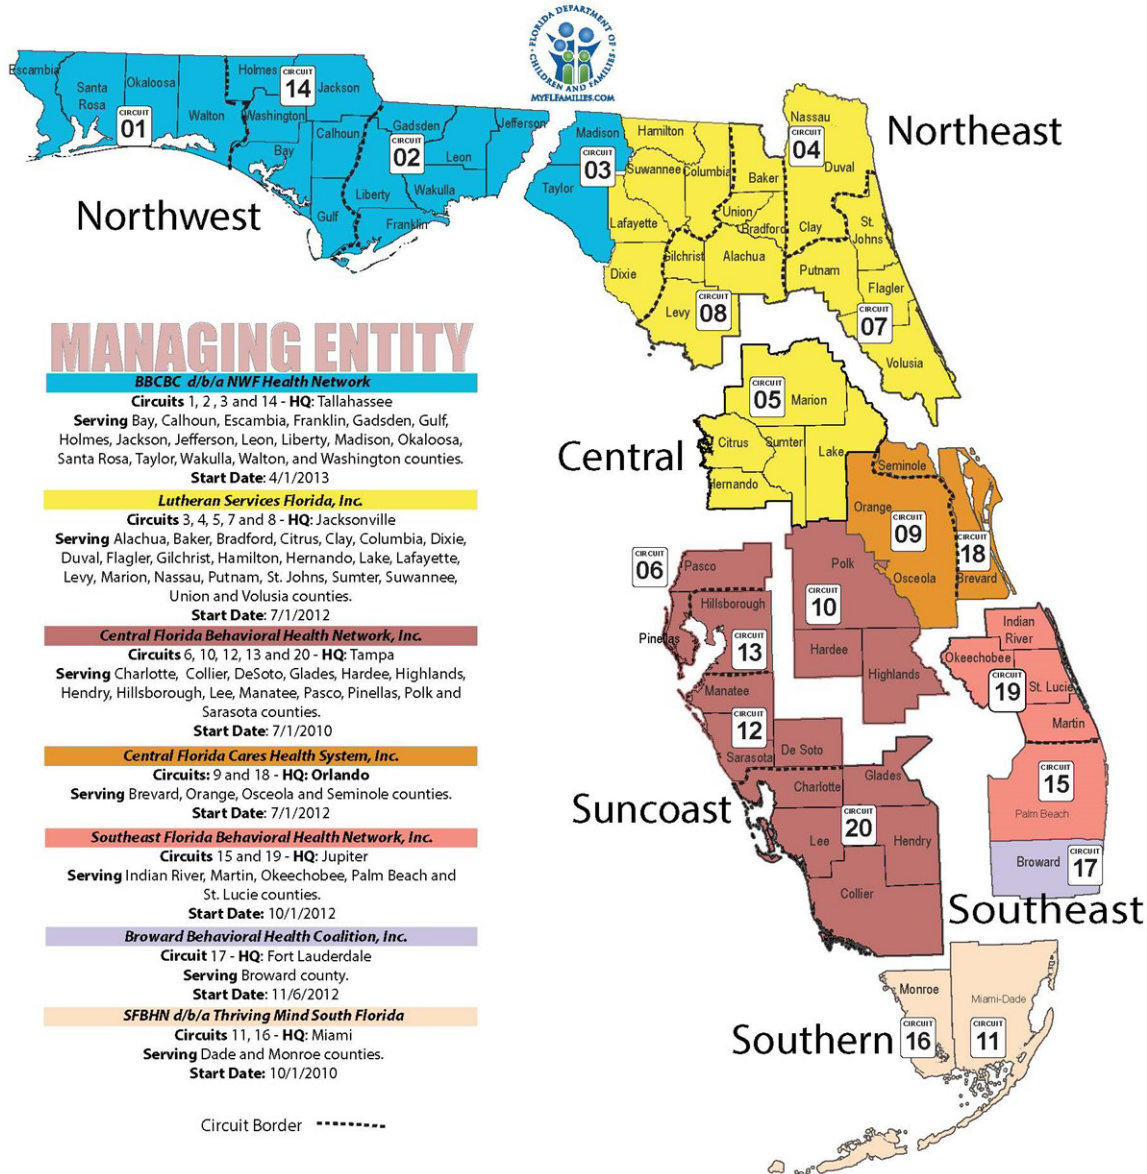 FLORIDA DEPARTMENT OF
CHILDREN AND FAMILIES
MYFLFAMILIES.COM
Escambia
Santa
Rosa
Okaloosa
Walton
CIRCUIT
01
Holmes
CIRCUIT
14
Jackson
Washington
Bay
Calhoun
Gulf
Gadsden
CIRCUIT
02
Leon
Jefferson
Liberty
Wakulla
Franklin
Northwest
Madison
CIRCUIT
03
Taylor
Hamilton
Suwannee
Columbia
Lafayette
Dixie
Baker
Union
Bradford
Gilchrist
Alachua
Levy
CIRCUIT
08
Nassau
CIRCUIT
04
Duval
Clay
St.
Johns
Putnam
Flagler
CIRCUIT
07
Volusia
Northeast
MANAGING ENTITY
BBCBC d/b/a NWF Health Network
Circuits 1, 2 , 3 and 14 - HQ: Tallahassee
Serving Bay, Calhoun, Escambia, Franklin, Gadsden, Gulf,
Holmes, Jackson, Jefferson, Leon, Liberty, Madison, Okaloosa,
Santa Rosa, Taylor, Wakulla, Walton, and Washington counties.
Start Date: 4/1/2013
Lutheran Services Florida, Inc.
Circuits 3, 4, 5, 7 and 8 - HQ: Jacksonville
Serving Alachua, Baker, Bradford, Citrus, Clay, Columbia, Dixie,
Duval, Flagler, Gilchrist, Hamilton, Hernando, Lake, Lafayette,
Levy, Marion, Nassau, Putnam, St. Johns, Sumter, Suwannee,
Union and Volusia counties.
Start Date: 7/1/2012
Central Florida Behavioral Health Network, Inc.
Circuits 6, 10, 12, 13 and 20 - HQ: Tampa
Serving Charlotte, Collier, DeSoto, Glades, Hardee, Highlands,
Hendry, Hillsborough, Lee, Manatee, Pasco, Pinellas, Polk and
Sarasota counties.
Start Date: 7/1/2010
Central Florida Cares Health System, Inc.
Circuits: 9 and 18 - HQ: Orlando
Serving Brevard, Orange, Osceola and Seminole counties.
Start Date: 7/1/2012
Southeast Florida Behavioral Health Network, Inc.
Circuits 15 and 19 - HQ: Jupiter
Serving Indian River, Martin, Okeechobee, Palm Beach and
St. Lucie counties.
Start Date: 10/1/2012
Broward Behavioral Health Coalition, Inc.
Circuit 17 - HQ: Fort Lauderdale
Serving Broward county.
Start Date: 11/6/2012
SFBHN d/b/a Thriving Mind South Florida
Circuits 11, 16 - HQ: Miami
Serving Dade and Monroe counties.
Start Date: 10/1/2010
Circuit Border
Central
CIRCUIT
05
Marion
Citrus
Sumter
Lake
Hernando
Seminole
Orange
CIRCUIT
09
Osceola
CIRCUIT
18
Brevard
CIRCUIT
06
Pasco
Pinellas
Hillsborough
CIRCUIT
13
Polk
CIRCUIT
10
Hardee
Highlands
Manatee
CIRCUIT
12
Sarasota
De Soto
Suncoast
Charlotte
Glades
CIRCUIT
20
Lee
Hendry
Collier
Indian
River
Okeechobee
CIRCUIT
19
St. Lucie
Martin
CIRCUIT
15
Palm Beach
Broward
CIRCUIT
17
Southeast
Monroe
CIRCUIT
16
Miami-Dade
CIRCUIT
11
Southern